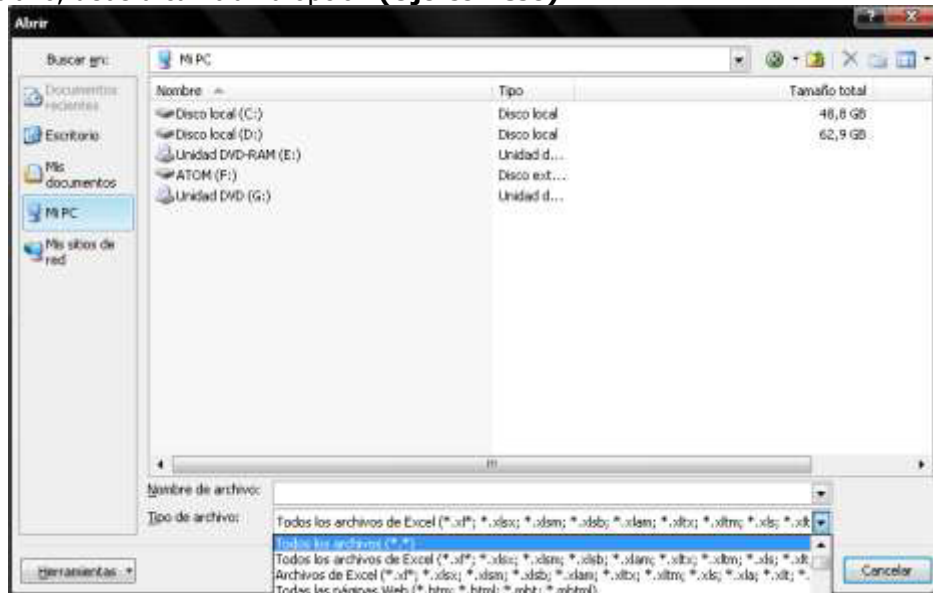 Abrir
Buscar en:
Mi PC
Documentos recientes
Escritorio
Mis documentos
Mi PC
Mis sitios de red
Nombre Tipo Tamaño total
Disco local (C:) Disco local 48,8 GB
Disco local (D:) Disco local 62,9 GB
Unidad DVD-RAM (E:) Unidad d...
ATOM (F:) Disco ext...
Unidad DVD (G:) Unidad d...
Nombre de archivo:
Tipo de archivo:
Todos los archivos de Excel (*.xl*; *.xlsx; *.xlsm; *.xlsb; *.xlam; *.xltx; *.xltm; *.xls; *.xlt
Todos los archivos (*.*)
Todos los archivos de Excel (*.xl*; *.xlsx; *.xlsm; *.xlsb; *.xlam; *.xltx; *.xltm; *.xls; *.xlt
Archivos de Excel (*.xl*; *.xlsx; *.xlsm; *.xlsb; *.xlam; *.xltx; *.xltm; *.xls; *.xla; *.xlt; *.
Todas las páginas Web (*.htm; *.html; *.mht; *.mhtml)
Herramientas
Cancelar